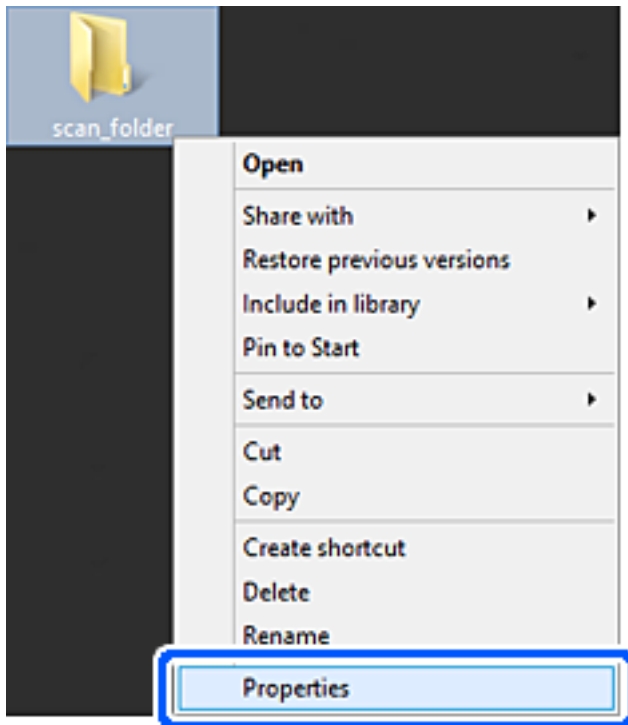 scan_folder
Open
Share with
Restore previous versions
Include in library
Pin to Start
Send to
Cut
Copy
Create shortcut
Delete
Rename
Properties